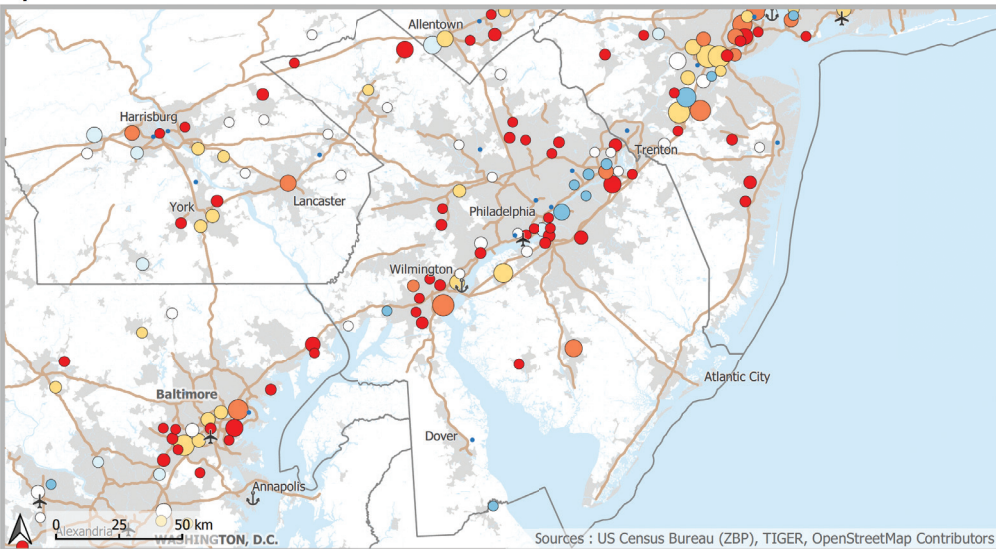 Allentown
Harrisburg
Trenton
Lancaster
York
Philadelphia
Wilmington
Atlantic City
Baltimore
Dover
Annapolis
0 25 50 km
Alexandria
WASHINGTON, D.C.
Sources : US Census Bureau (ZBP), TIGER, OpenStreetMap Contributors